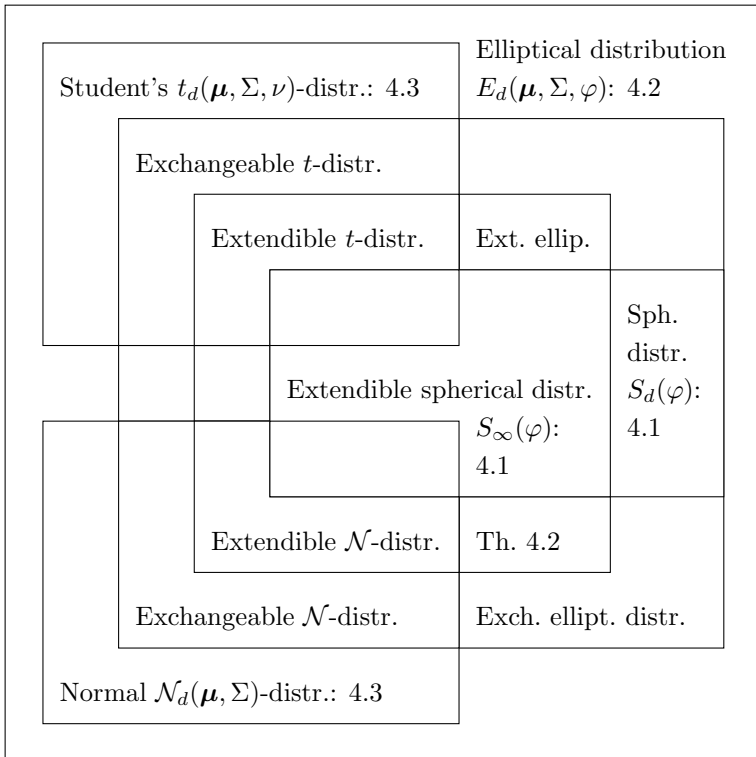 Elliptical distribution
Student's $t_d(\boldsymbol{\mu}, \Sigma, \nu)$-distr.: 4.3
$E_d(\boldsymbol{\mu}, \Sigma, \varphi)$: 4.2
Exchangeable $t$-distr.
Extendible $t$-distr.
Ext. ellip.
Sph.
distr.
$S_d(\varphi)$:
4.1
Extendible spherical distr.
$S_\infty(\varphi)$:
4.1
Extendible $\mathcal{N}$-distr.
Th. 4.2
Exchangeable $\mathcal{N}$-distr.
Exch. ellipt. distr.
Normal $\mathcal{N}_d(\boldsymbol{\mu}, \Sigma)$-distr.: 4.3